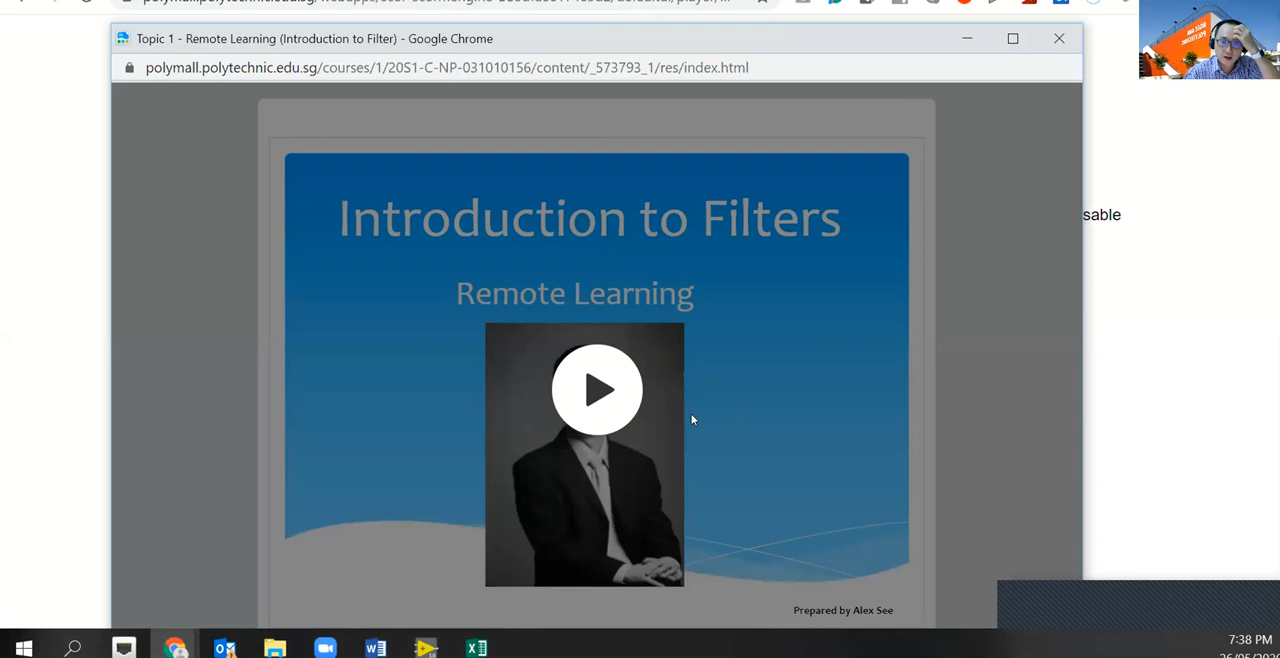 Topic 1 - Remote Learning (Introduction to Filter) - Google Chrome
polymall.polytechnic.edu.sg/courses/1/20S1-C-NP-031010156/content/_573793_1/res/index.html
sable
Introduction to Filters
Remote Learning
Prepared by Alex See
7:38 PM